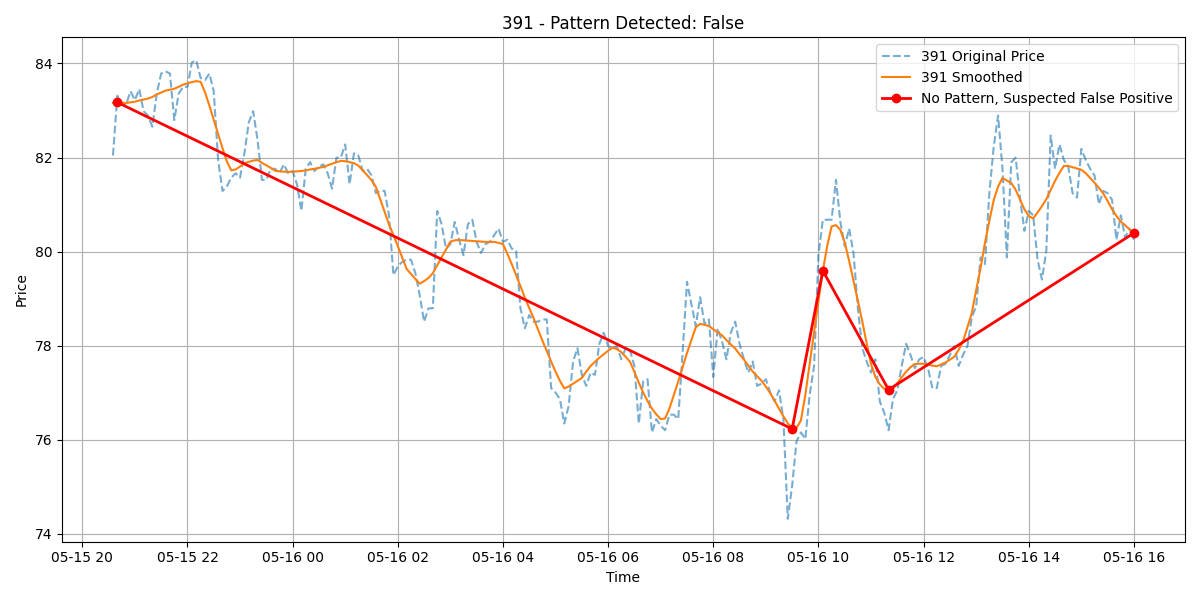 391 - Pattern Detected: False
391 Original Price
391 Smoothed
No Pattern, Suspected False Positive
Price
84
82
80
78
76
74
05-15 20
05-15 22
05-16 00
05-16 02
05-16 04
05-16 06
05-16 08
05-16 10
05-16 12
05-16 14
05-16 16
Time